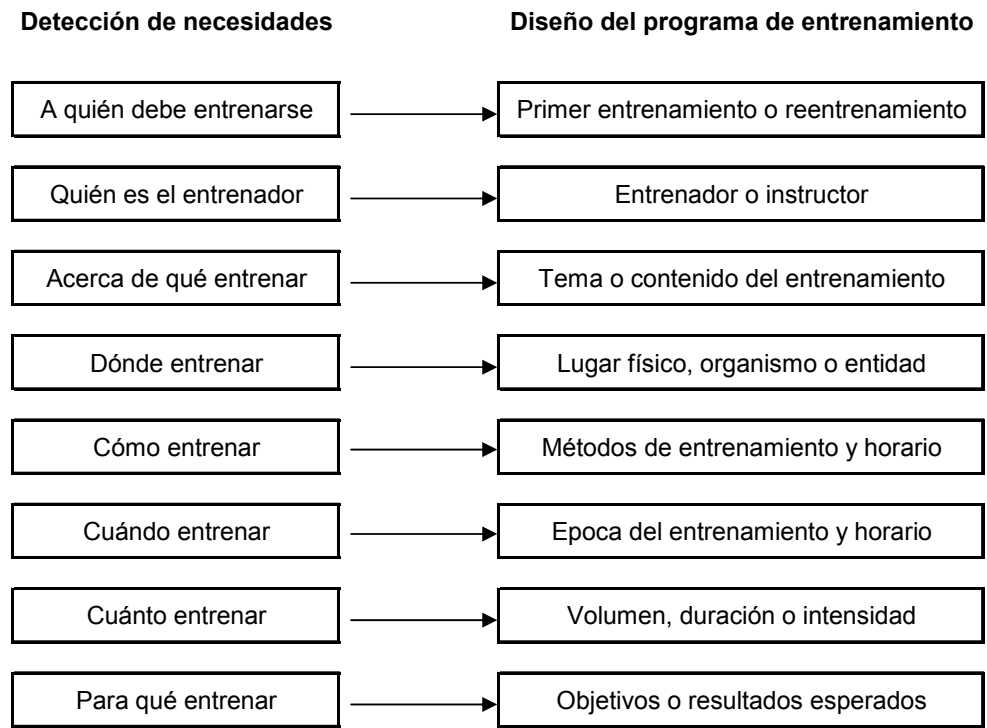 Detección de necesidades
Diseño del programa de entrenamiento
A quién debe entrenarse
Primer entrenamiento o reentrenamiento
Quién es el entrenador
Entrenador o instructor
Acerca de qué entrenar
Tema o contenido del entrenamiento
Dónde entrenar
Lugar físico, organismo o entidad
Cómo entrenar
Métodos de entrenamiento y horario
Cuándo entrenar
Epoca del entrenamiento y horario
Cuánto entrenar
Volumen, duración o intensidad
Para qué entrenar
Objetivos o resultados esperados